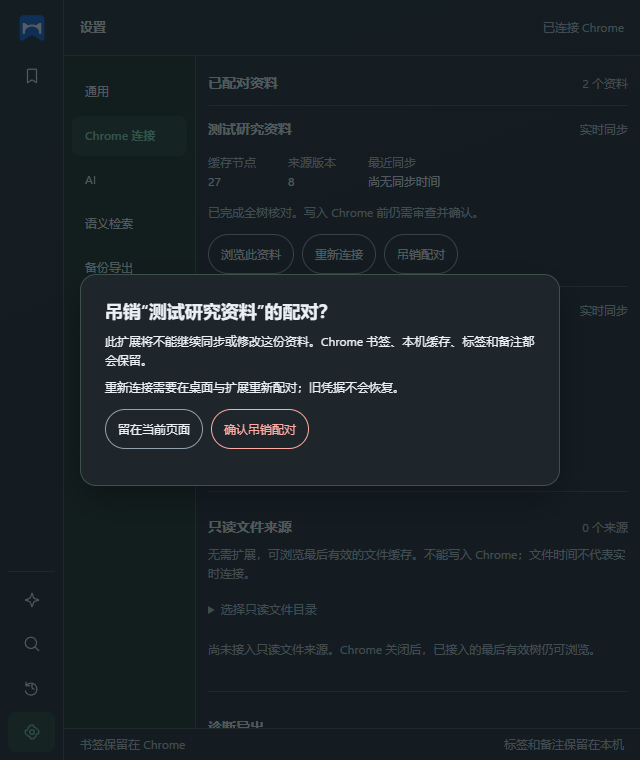 设置
已连接 Chrome
通用
Chrome 连接
AI
语义检索
备份导出
已配对资料
2 个资料
测试研究资料
实时同步
缓存节点
来源版本
最近同步
27
8
尚无同步时间
已完成全树核对。写入 Chrome 前仍需审查并确认。
浏览此资料
重新连接
吊销配对
实时同步
吊销“测试研究资料”的配对？
此扩展将不能继续同步或修改这份资料。Chrome 书签、本机缓存、标签和备注都
会保留。
重新连接需要在桌面与扩展重新配对；旧凭据不会恢复。
留在当前页面
确认吊销配对
只读文件来源
0 个来源
无需扩展，可浏览最后有效的文件缓存。不能写入 Chrome；文件时间不代表实
时连接。
选择只读文件目录
尚未接入只读文件来源。Chrome 关闭后，已接入的最后有效树仍可浏览。
诊断导出
书签保留在 Chrome
标签和备注保留在本机